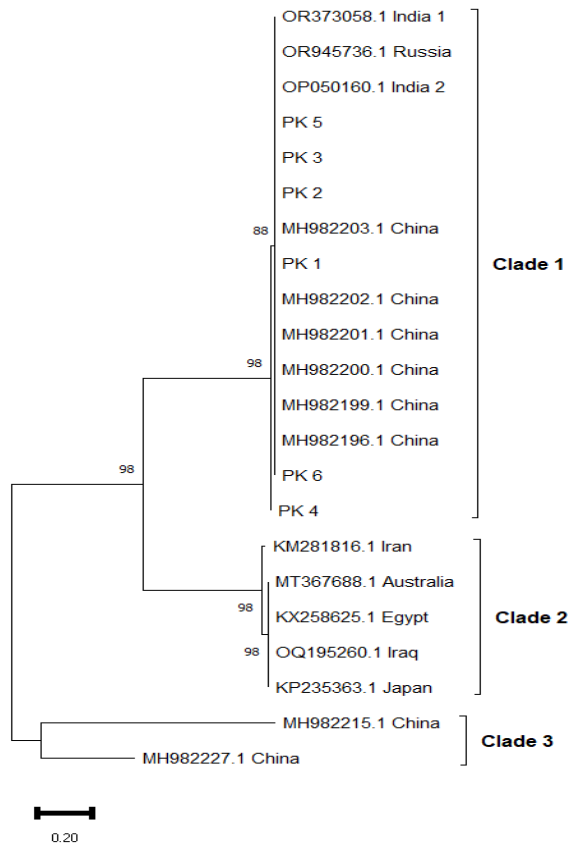 OR373058.1 India 1
OR945736.1 Russia
OP050160.1 India 2
PK 5
PK 3
PK 2
88
MH982203.1 China
PK 1
Clade 1
MH982202.1 China
MH982201.1 China
98
MH982200.1 China
MH982199.1 China
MH982196.1 China
98
PK 6
PK 4
KM281816.1 Iran
MT367688.1 Australia
98
KX258625.1 Egypt
Clade 2
98
OQ195260.1 Iraq
KP235363.1 Japan
MH982215.1 China
Clade 3
MH982227.1 China
0.20